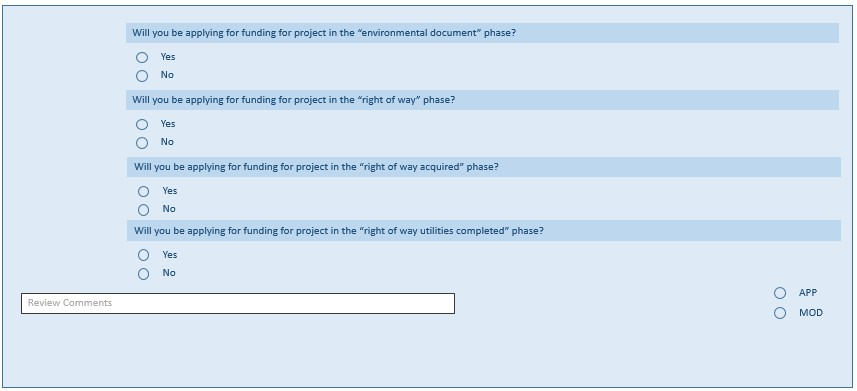 Will you be applying for funding for project in the “environmental document” phase?
Yes
No
Will you be applying for funding for project in the “right of way” phase?
Yes
No
Will you be applying for funding for project in the “right of way acquired” phase?
Yes
No
Will you be applying for funding for project in the “right of way utilities completed” phase?
Yes
No
Review Comments
APP
MOD